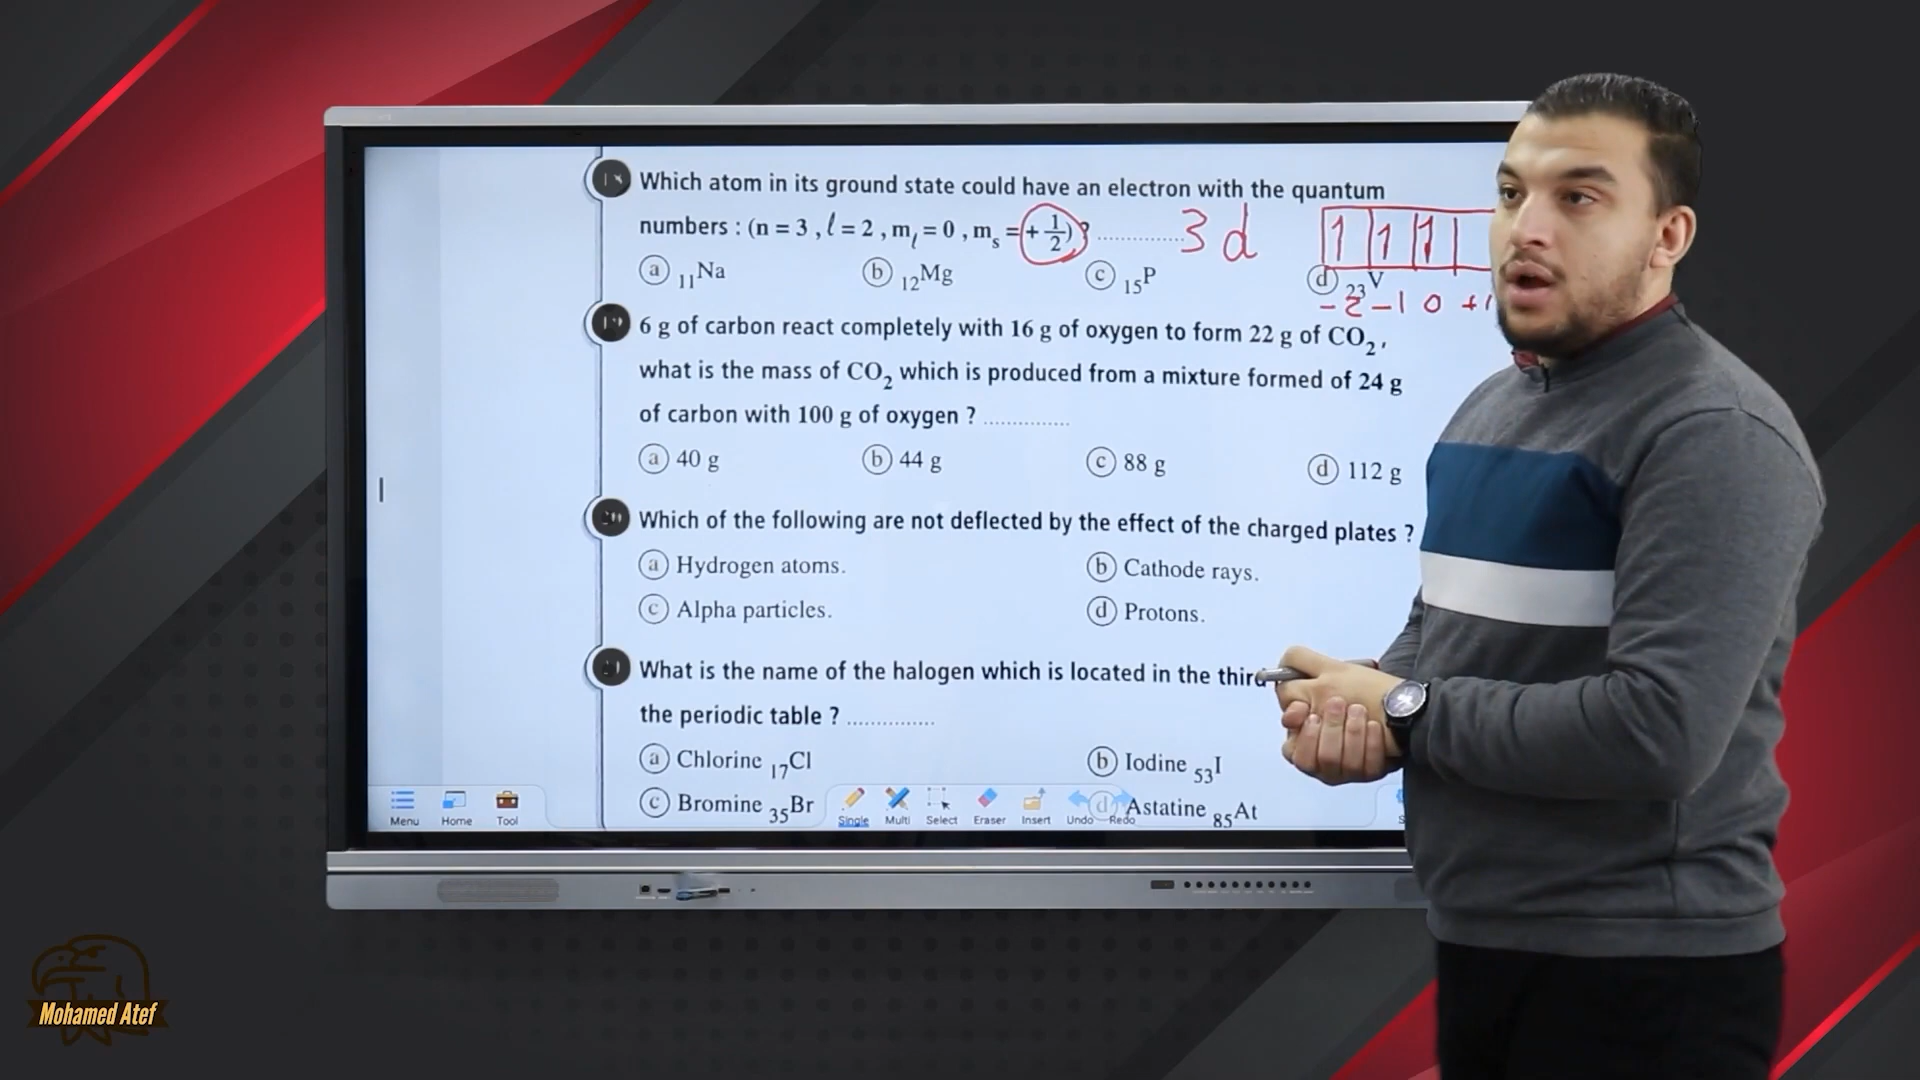 Which atom in its ground state could have an electron with the quantum
numbers : (n = 3 , l = 2 , mₗ = 0 , mₛ = + 1/2) ? .............. 3 d 1 1 1
ⓐ ₁₁Na ⓑ ₁₂Mg ⓒ ₁₅P ⓓ ₂₃V
-2 -1 0 +1
6 g of carbon react completely with 16 g of oxygen to form 22 g of CO₂ ,
what is the mass of CO₂ which is produced from a mixture formed of 24 g
of carbon with 100 g of oxygen ? ..............
ⓐ 40 g ⓑ 44 g ⓒ 88 g ⓓ 112 g
Which of the following are not deflected by the effect of the charged plates ?
ⓐ Hydrogen atoms. ⓑ Cathode rays.
ⓒ Alpha particles. ⓓ Protons.
What is the name of the halogen which is located in the third
the periodic table ? ..............
ⓐ Chlorine ₁₇Cl ⓑ Iodine ₅₃I
ⓒ Bromine ₃₅Br ⓓ Astatine ₈₅At
Menu Home Tool Single Multi Select Eraser Insert Undo Redo
Mohamed Atef